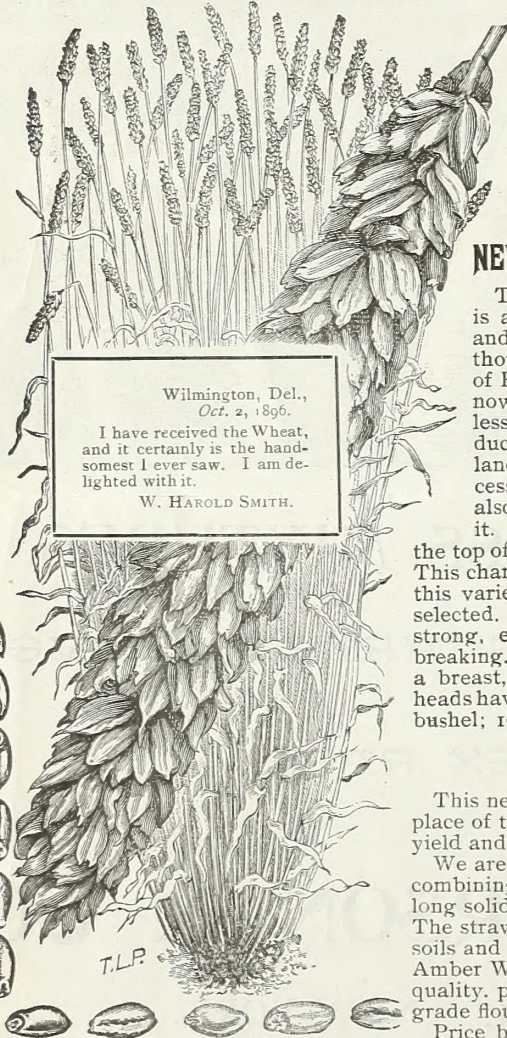 Wilmington, Del.,
Oct. 2, 1896.
I have received the Wheat,
and it certainly is the hand-
somest I ever saw. I am de-
lighted with it.
W. HAROLD SMITH.
T.L.P.
NE
T
is a
and
tho
of
now
less
duc
lan
cess
also
it.
the top of
This char
this varie
selected.
strong, e
breaking.
a breast,
heads hav
bushel; 1
This ne
place of t
yield and
We are
combining
long solid
The straw
soils and
Amber W
quality. p
grade flou
Price b